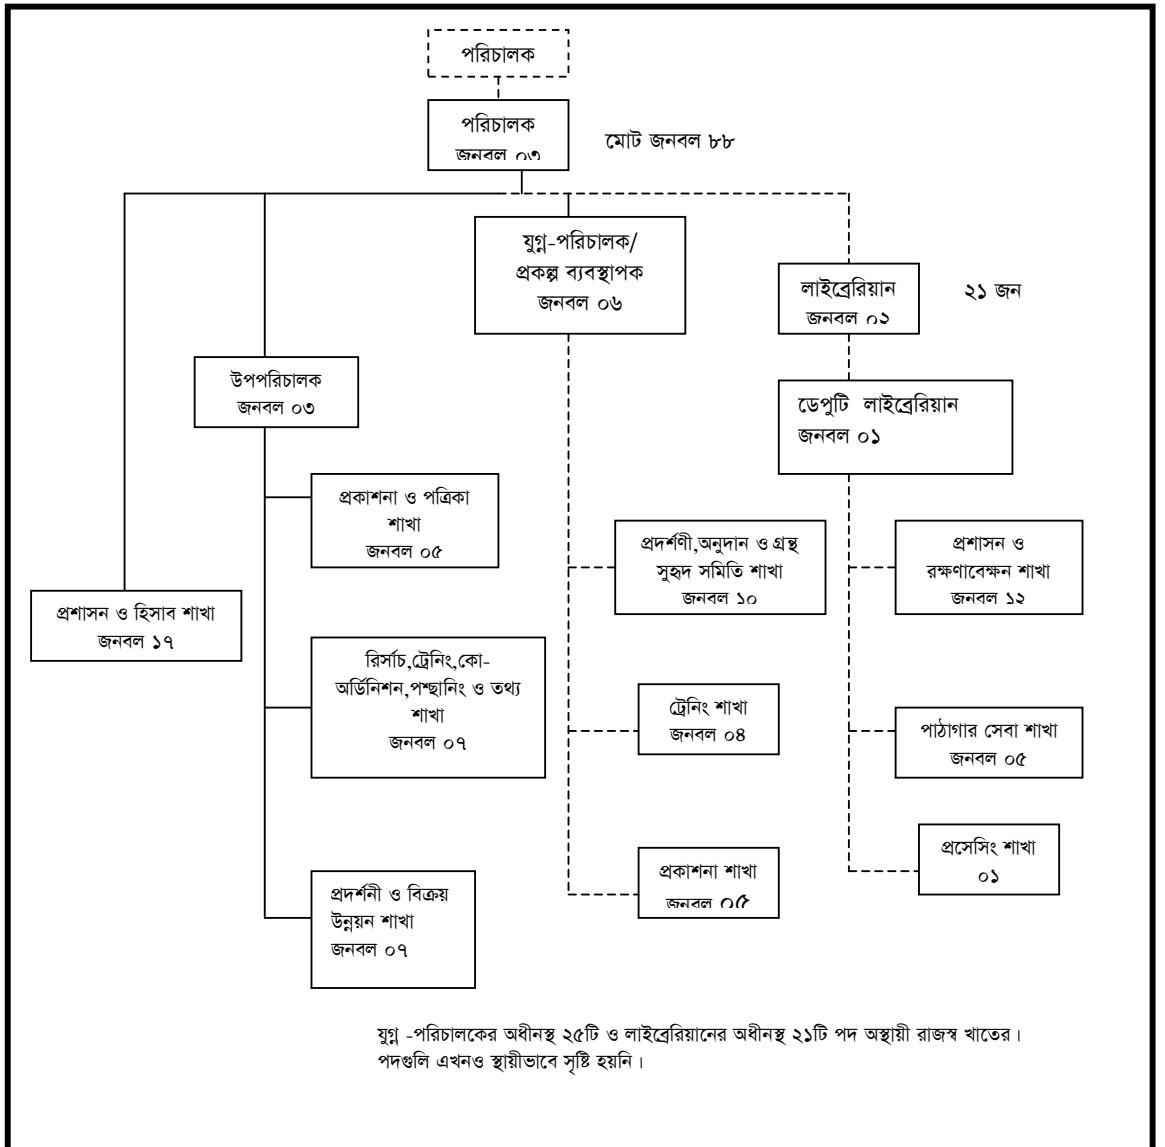 পরিচালক
পরিচালক
জনবল ০৩
মোট জনবল ৮৮
যুগ্ন-পরিচালক/
প্রকল্প ব্যবস্থাপক
জনবল ০৬
লাইব্রেরিয়ান
জনবল ০২
২১ জন
উপপরিচালক
জনবল ০৩
ডেপুটি লাইব্রেরিয়ান
জনবল ০১
প্রকাশনা ও পত্রিকা
শাখা
জনবল ০৫
প্রদর্শণী,অনুদান ও গ্রন্থ
সুহৃদ সমিতি শাখা
জনবল ১০
প্রশাসন ও
রক্ষণাবেক্ষন শাখা
জনবল ১২
প্রশাসন ও হিসাব শাখা
জনবল ১৭
রির্সাচ,ট্রেনিং,কো-
অর্ডিনিশন,পশ্ছানিং ও তথ্য
শাখা
জনবল ০৭
ট্রেনিং শাখা
জনবল ০৪
পাঠাগার সেবা শাখা
জনবল ০৫
প্রকাশনা শাখা
জনবল ০৫
প্রসেসিং শাখা
০১
প্রদর্শনী ও বিক্রয়
উন্নয়ন শাখা
জনবল ০৭
যুগ্ন -পরিচালকের অধীনস্থ ২৫টি ও লাইব্রেরিয়ানের অধীনস্থ ২১টি পদ অস্থায়ী রাজস্ব খাতের।
পদগুলি এখনও স্থায়ীভাবে সৃষ্টি হয়নি।